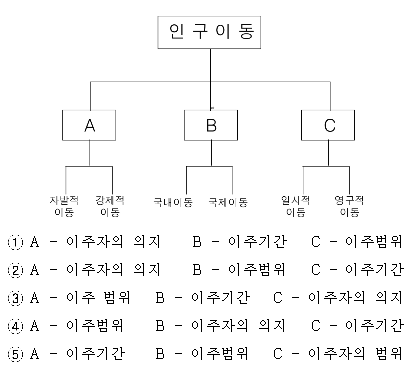 인 구 이 동
A B C
자발적 강제적 국내이동 국제이동 일시적 영구적
이동 이동 이동 이동
① A - 이주자의 의지 B - 이주기간 C - 이주범위
② A - 이주자의 의지 B - 이주범위 C - 이주기간
③ A - 이주 범위 B - 이주기간 C - 이주자의 의지
④ A - 이주범위 B - 이주자의 의지 C - 이주기간
⑤ A - 이주기간 B - 이주범위 C - 이주자의 범위